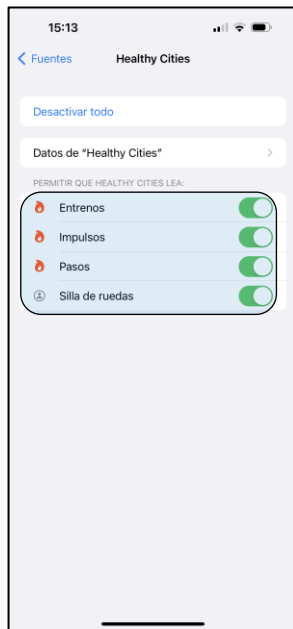 15:13
Fuentes Healthy Cities
Desactivar todo
Datos de “Healthy Cities”
PERMITIR QUE HEALTHY CITIES LEA:
Entrenos
Impulsos
Pasos
Silla de ruedas